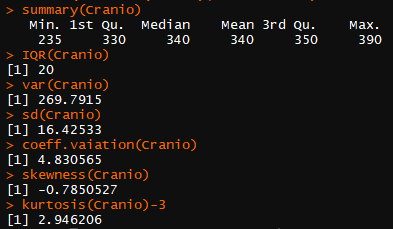 > summary(Cranio)
Min. 1st Qu. Median Mean 3rd Qu. Max.
235 330 340 340 350 390
> IQR(Cranio)
[1] 20
> var(Cranio)
[1] 269.7915
> sd(Cranio)
[1] 16.42533
> coeff.vaiation(Cranio)
[1] 4.830565
> skewness(Cranio)
[1] -0.7850527
> kurtosis(Cranio)-3
[1] 2.946206